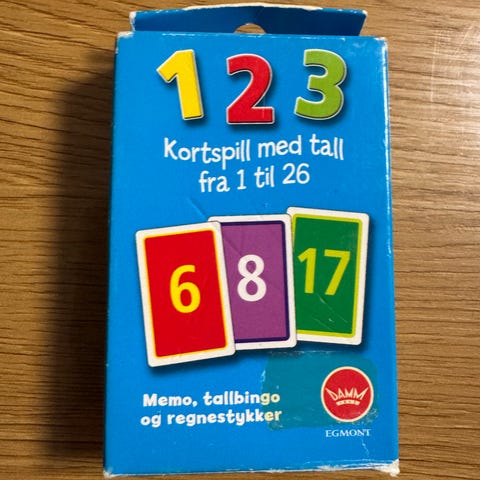 1 2 3
Kortspill med tall
fra 1 til 26
6 8 17
Memo, tallbingo
og regnestykker
DAMM
EGMONT